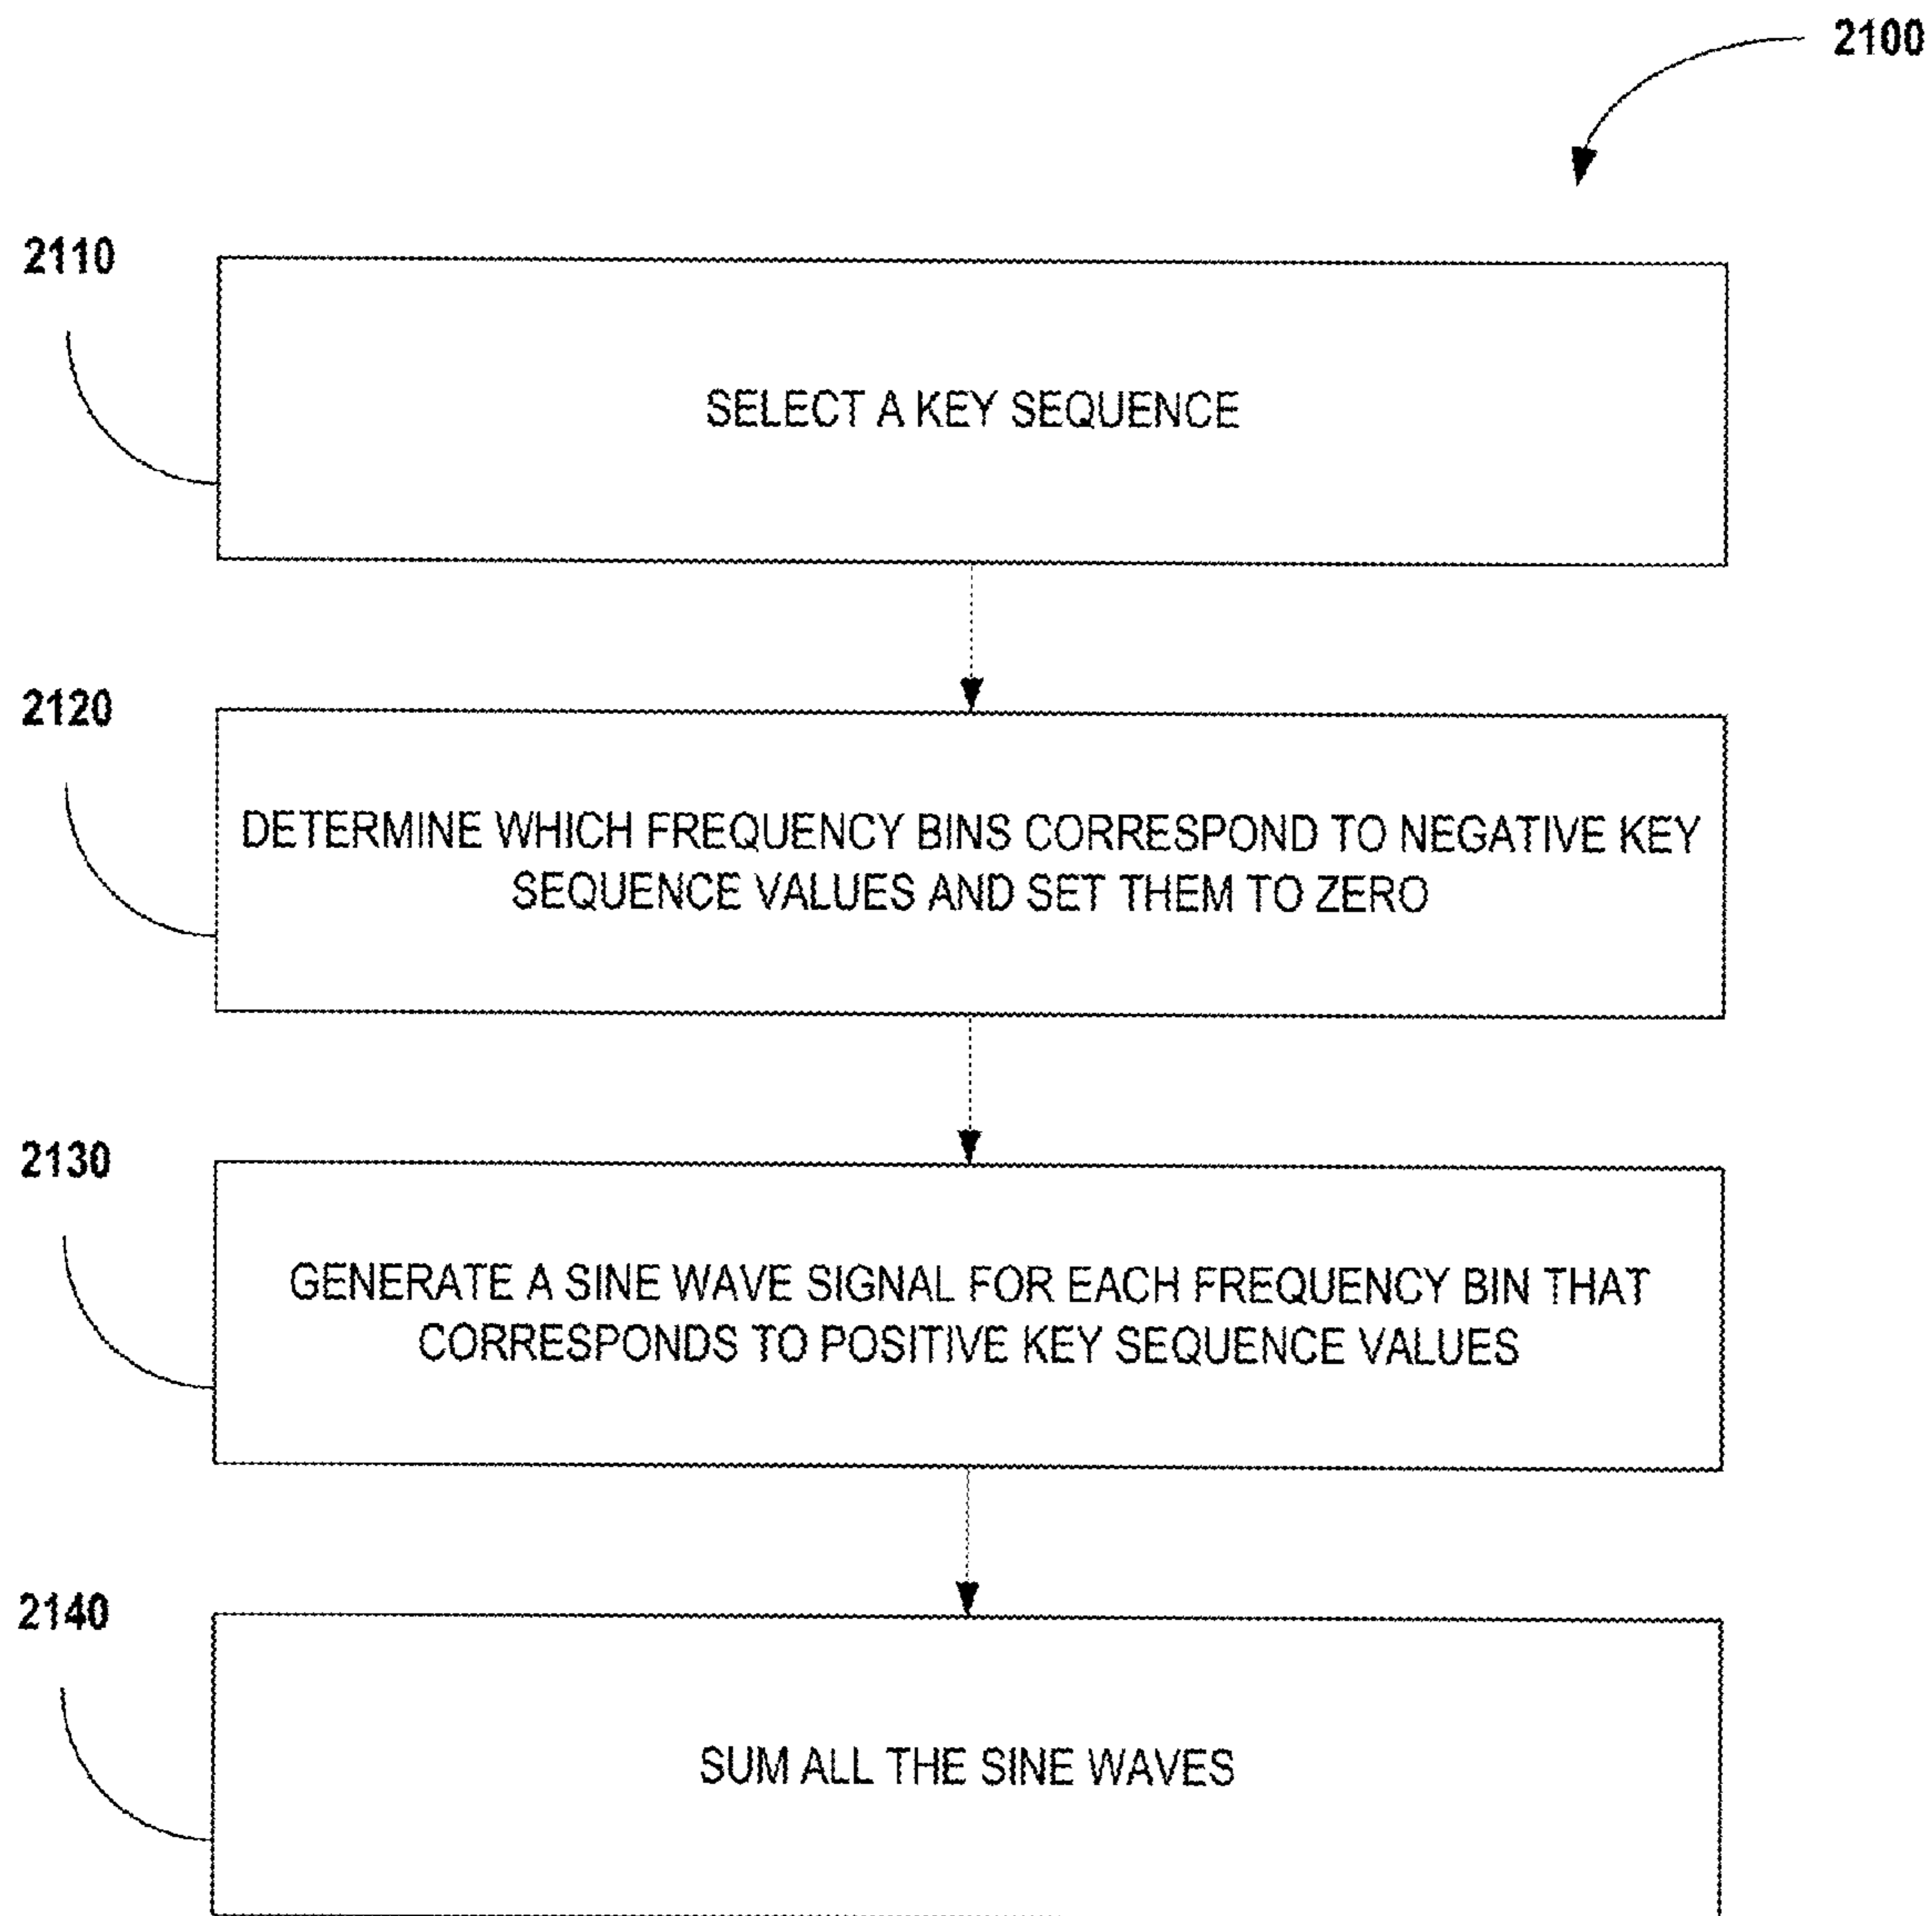 2100
2110
SELECT A KEY SEQUENCE
2120
DETERMINE WHICH FREQUENCY BINS CORRESPOND TO NEGATIVE KEY
SEQUENCE VALUES AND SET THEM TO ZERO
2130
GENERATE A SINE WAVE SIGNAL FOR EACH FREQUENCY BIN THAT
CORRESPONDS TO POSITIVE KEY SEQUENCE VALUES
2140
SUM ALL THE SINE WAVES